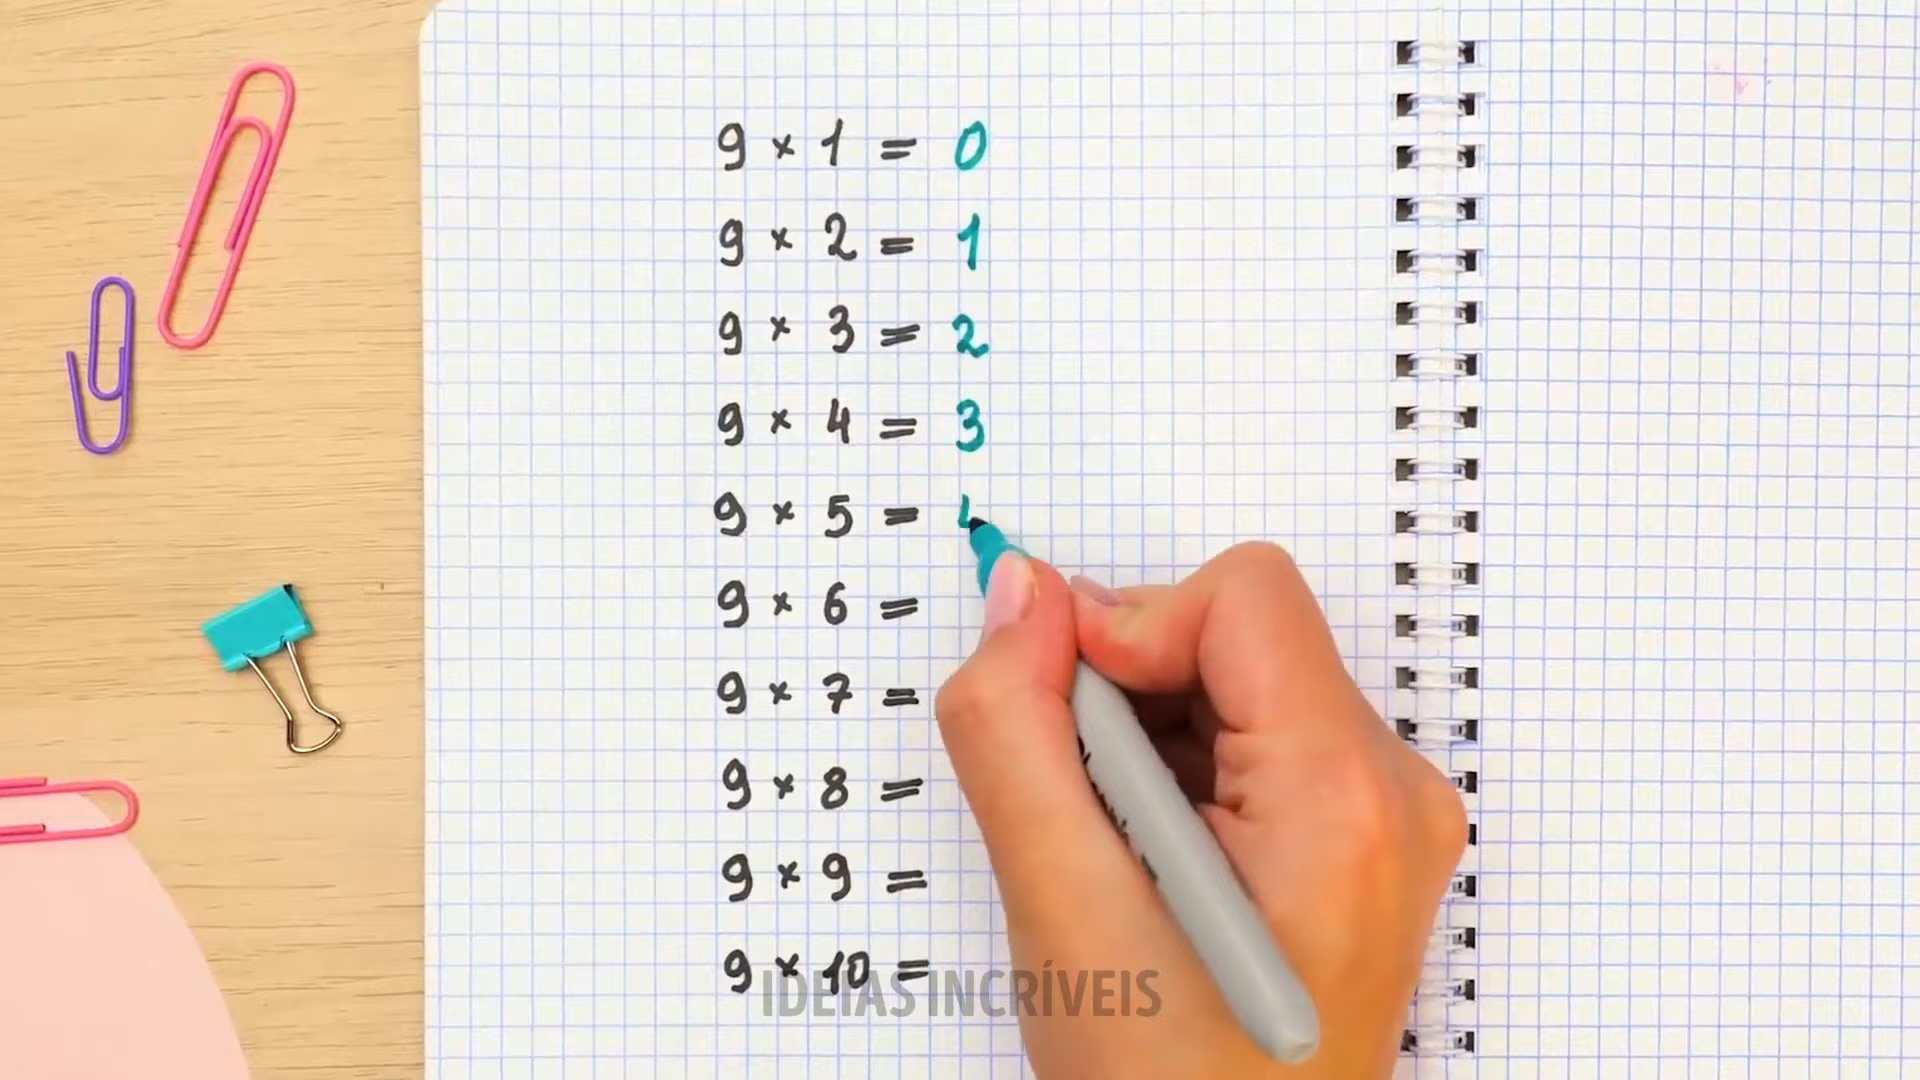 9 × 1 = 0
9 × 2 = 1
9 × 3 = 2
9 × 4 = 3
9 × 5 =
9 × 6 =
9 × 7 =
9 × 8 =
9 × 9 =
9 × 10 =
IDEIAS INCRÍVEIS